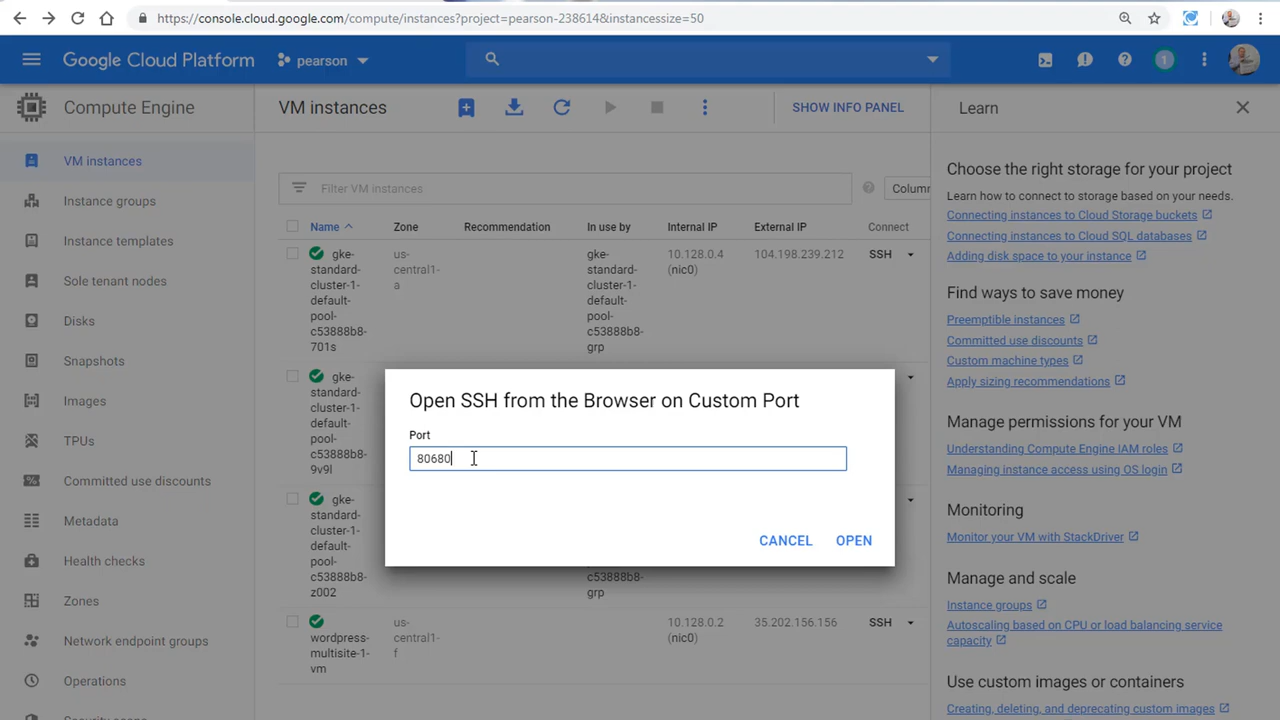 https://console.cloud.google.com/compute/instances?project=pearson-238614&instancessize=50
Google Cloud Platform
pearson
1
Compute Engine
VM instances
SHOW INFO PANEL
Learn
VM instances
Instance groups
Instance templates
Sole tenant nodes
Disks
Snapshots
Images
TPUs
Committed use discounts
Metadata
Health checks
Zones
Network endpoint groups
Operations
Filter VM instances
Column
Name
Zone
Recommendation
In use by
Internal IP
External IP
Connect
gke-
standard-
cluster-1-
default-
pool-
c53888b8-
701s
us-
central1-
a
gke-
standard-
cluster-1-
default-
pool-
c53888b8-
grp
10.128.0.4
(nic0)
104.198.239.212
SSH
gke-
standard-
cluster-1-
default-
pool-
c53888b8-
9v9l
gke-
standard-
cluster-1-
default-
pool-
c53888b8-
z002
c53888b8-
grp
wordpress-
multisite-1-
vm
us-
central1-
f
10.128.0.2
(nic0)
35.202.156.156
SSH
Open SSH from the Browser on Custom Port
Port
80680
CANCEL
OPEN
Choose the right storage for your project
Learn how to connect to storage based on your needs.
Connecting instances to Cloud Storage buckets
Connecting instances to Cloud SQL databases
Adding disk space to your instance
Find ways to save money
Preemptible instances
Committed use discounts
Custom machine types
Apply sizing recommendations
Manage permissions for your VM
Understanding Compute Engine IAM roles
Managing instance access using OS login
Monitoring
Monitor your VM with StackDriver
Manage and scale
Instance groups
Autoscaling based on CPU or load balancing service
capacity
Use custom images or containers
Creating, deleting, and deprecating custom images